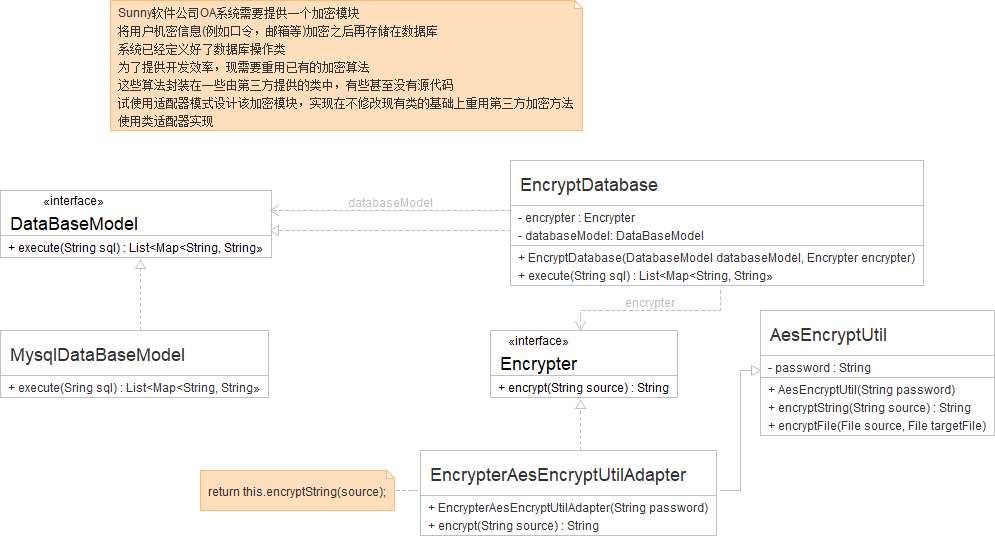 Sunny软件公司OA系统需要提供一个加密模块
将用户机密信息(例如口令，邮箱等)加密之后再存储在数据库
系统已经定义好了数据库操作类
为了提供开发效率，现需要重用已有的加密算法
这些算法封装在一些由第三方提供的类中，有些甚至没有源代码
试使用适配器模式设计该加密模块，实现在不修改现有类的基础上重用第三方加密方法
使用类适配器实现
«interface»
DataBaseModel
+ execute(String sql) : List<Map<String, String»
databaseModel
EncryptDatabase
- encrypter : Encrypter
- databaseModel: DataBaseModel
+ EncryptDatabase(DatabaseModel databaseModel, Encrypter encrypter)
+ execute(String sql) : List<Map<String, String»
encrypter
MysqlDataBaseModel
+ execute(Sring sql) : List<Map<String, String»
«interface»
Encrypter
+ encrypt(String source) : String
AesEncryptUtil
- password : String
+ AesEncryptUtil(String password)
+ encryptString(String source) : String
+ encryptFile(File source, File targetFile)
return this.encryptString(source);
EncrypterAesEncryptUtilAdapter
+ EncrypterAesEncryptUtilAdapter(String password)
+ encrypt(String source) : String